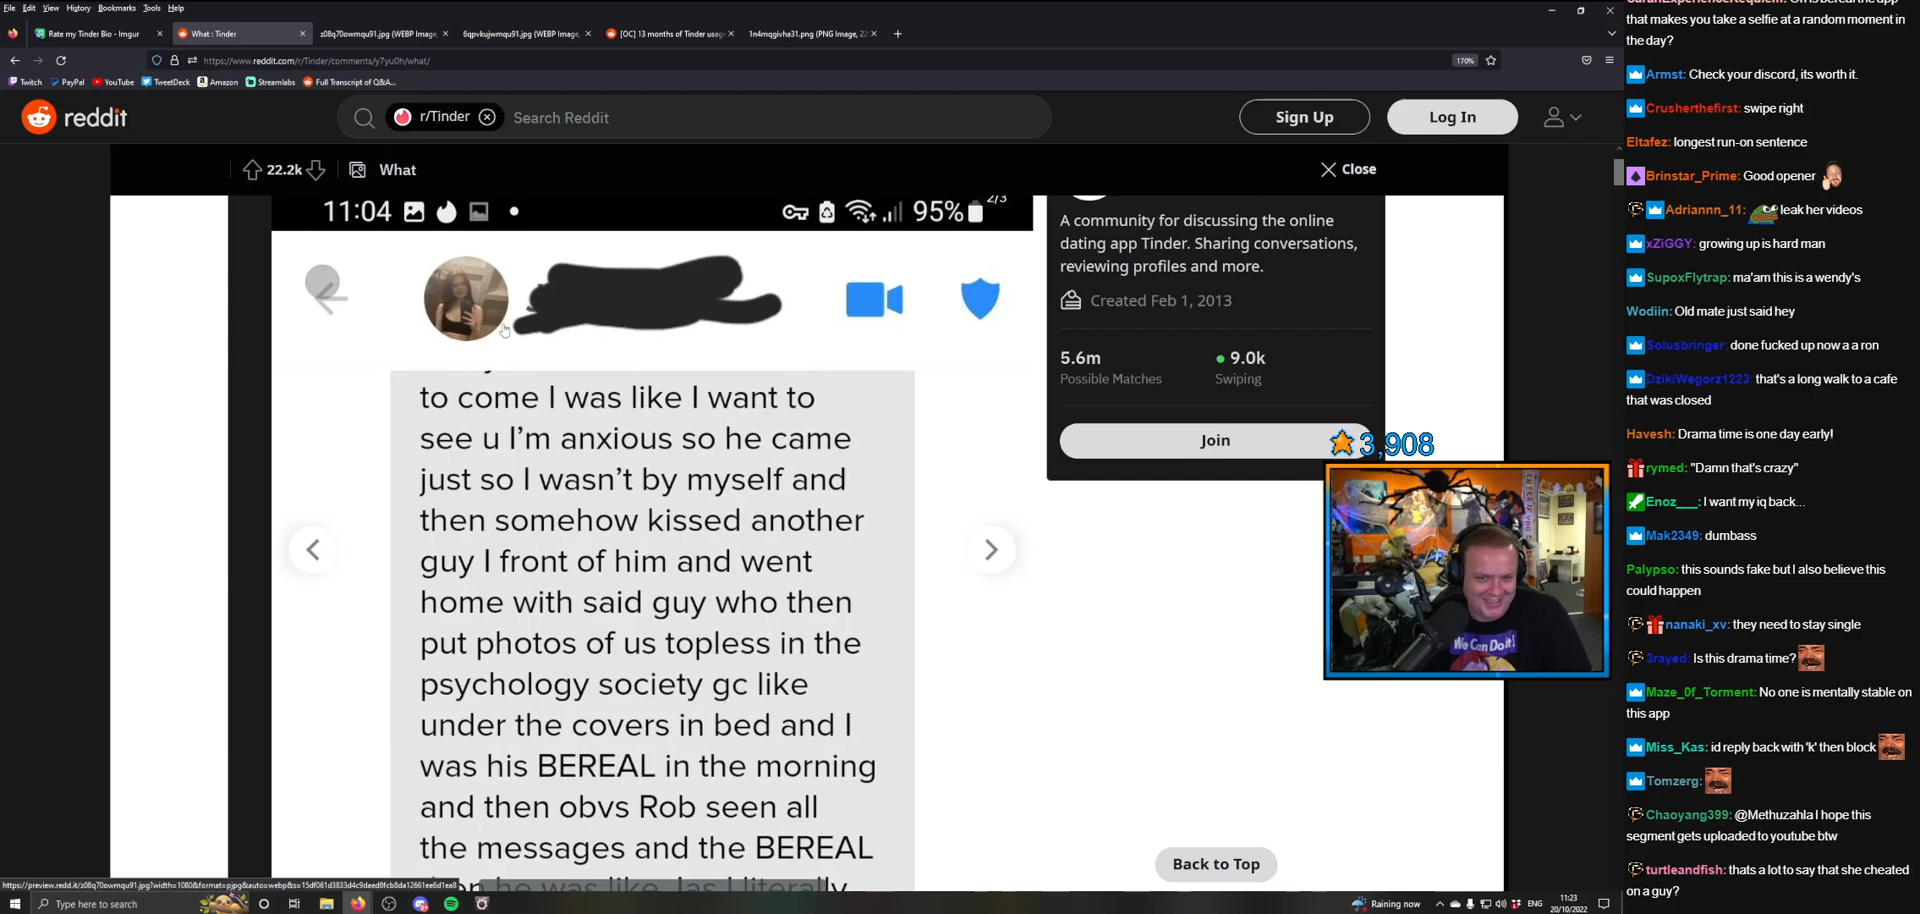 File Edit View History Bookmarks Tools Help
Rate my Tinder Bio - Imgur
What : Tinder
z08q70owmqu91.jpg (WEBP Image,
6qpvkujwmqu91.jpg (WEBP Image,
[OC] 13 months of Tinder usag
1n4mqgivha31.png (PNG Image, 22
https://www.reddit.com/r/Tinder/comments/y7yu0h/what/
170%
Twitch PayPal YouTube TweetDeck Amazon Streamlabs Full Transcript of Q&A...
reddit
r/Tinder
Search Reddit
Sign Up
Log In
22.2k
What
Close
11:04
95%
2/3
to come I was like I want to
see u I'm anxious so he came
just so I wasn't by myself and
then somehow kissed another
guy I front of him and went
home with said guy who then
put photos of us topless in the
psychology society gc like
under the covers in bed and I
was his BEREAL in the morning
and then obvs Rob seen all
the messages and the BEREAL
he was like
I literally
A community for discussing the online
dating app Tinder. Sharing conversations,
reviewing profiles and more.
Created Feb 1, 2013
5.6m
9.0k
Possible Matches
Swiping
Join
3,908
We Can Do it!
Back to Top
that makes you take a selfie at a random moment in
the day?
Armst: Check your discord, its worth it.
Crusherthefirst: swipe right
Eltafez: longest run-on sentence
Brinstar_Prime: Good opener
Adriannn_11: leak her videos
xZiGGY: growing up is hard man
SupoxFlytrap: ma'am this is a wendy's
Wodiin: Old mate just said hey
Solusbringer: done fucked up now a a ron
DzikiWegorz1223: that's a long walk to a cafe
that was closed
Havesh: Drama time is one day early!
rymed: "Damn that's crazy"
Enoz___: I want my iq back...
Mak2349: dumbass
Palypso: this sounds fake but I also believe this
could happen
nanaki_xv: they need to stay single
3rayed: Is this drama time?
Maze_0f_Torment: No one is mentally stable on
this app
Miss_Kas: id reply back with 'k' then block
Tomzerg:
Chaoyang399: @Methuzahla I hope this
segment gets uploaded to youtube btw
turtleandfish: thats a lot to say that she cheated
on a guy?
Type here to search
Raining now
ENG
11:23
20/10/2022